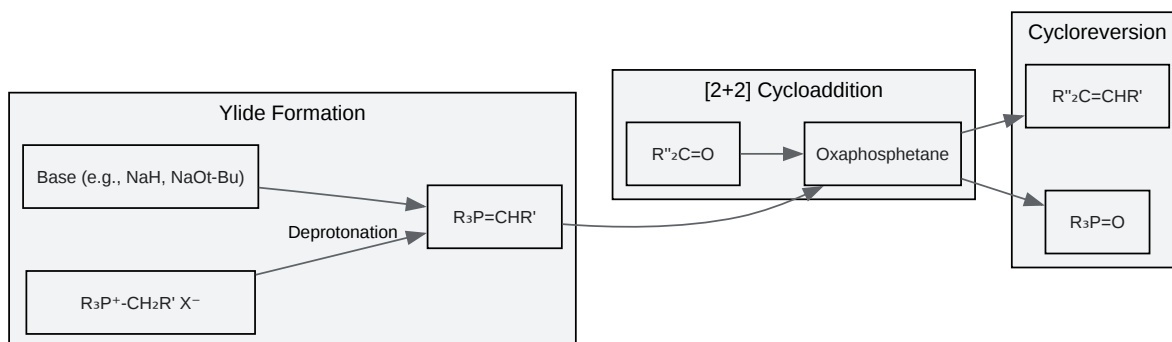 Ylide Formation
Base (e.g., NaH, NaOt-Bu)
R₃P⁺-CH₂R' X⁻
Deprotonation
R₃P=CHR'
[2+2] Cycloaddition
R"₂C=O
Oxaphosphetane
Cycloreversion
R"₂C=CHR'
R₃P=O